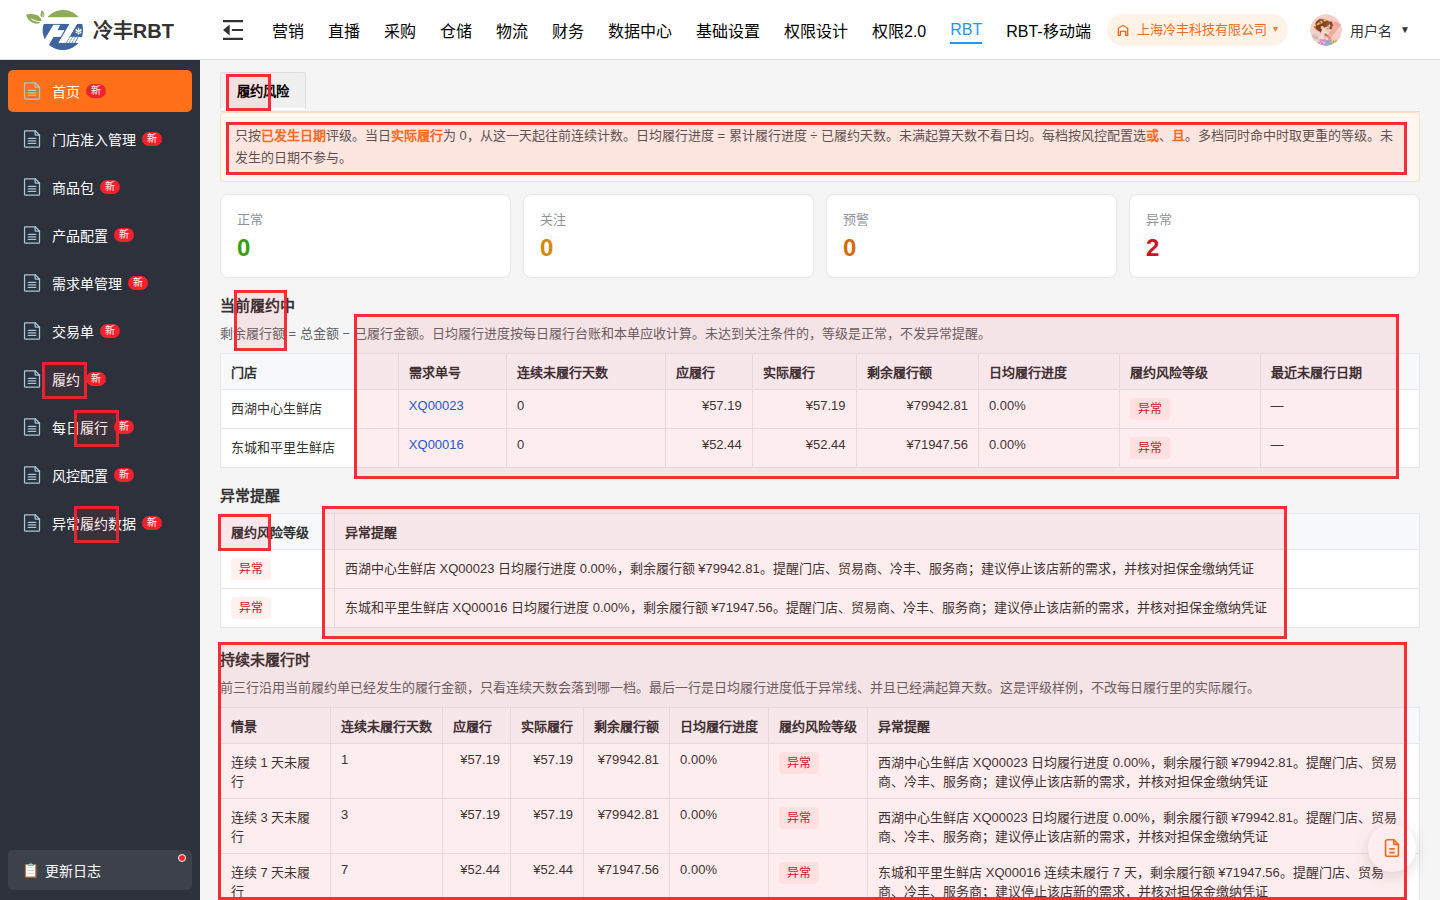 冷丰RBT
营销 直播 采购 仓储 物流 财务 数据中心 基础设置 权限设计 权限2.0 RBT RBT-移动端
上海冷丰科技有限公司 ▾
用户名 ▼
首页 新
门店准入管理 新
商品包 新
产品配置 新
需求单管理 新
交易单 新
履约 新
每日履行 新
风控配置 新
异常履约数据 新
更新日志
履约风险
只按已发生日期评级。当日实际履行为 0，从这一天起往前连续计数。日均履行进度 = 累计履行进度 ÷ 已履约天数。未满起算天数不看日均。每档按风控配置选或、且。多档同时命中时取更重的等级。未
发生的日期不参与。
正常 关注 预警 异常
0 0 0 2
当前履约中
剩余履行额 = 总金额 − 已履行金额。日均履行进度按每日履行台账和本单应收计算。未达到关注条件的，等级是正常，不发异常提醒。
门店 需求单号 连续未履行天数 应履行 实际履行 剩余履行额 日均履行进度 履约风险等级 最近未履行日期
西湖中心生鲜店 XQ00023 0 ¥57.19 ¥57.19 ¥79942.81 0.00% 异常 —
东城和平里生鲜店 XQ00016 0 ¥52.44 ¥52.44 ¥71947.56 0.00% 异常 —
异常提醒
履约风险等级 异常提醒
异常 西湖中心生鲜店 XQ00023 日均履行进度 0.00%，剩余履行额 ¥79942.81。提醒门店、贸易商、冷丰、服务商；建议停止该店新的需求，并核对担保金缴纳凭证
异常 东城和平里生鲜店 XQ00016 日均履行进度 0.00%，剩余履行额 ¥71947.56。提醒门店、贸易商、冷丰、服务商；建议停止该店新的需求，并核对担保金缴纳凭证
持续未履行时
前三行沿用当前履约单已经发生的履行金额，只看连续天数会落到哪一档。最后一行是日均履行进度低于异常线、并且已经满起算天数。这是评级样例，不改每日履行里的实际履行。
情景 连续未履行天数 应履行 实际履行 剩余履行额 日均履行进度 履约风险等级 异常提醒
连续 1 天未履行 1 ¥57.19 ¥57.19 ¥79942.81 0.00% 异常 西湖中心生鲜店 XQ00023 日均履行进度 0.00%，剩余履行额 ¥79942.81。提醒门店、贸易
商、冷丰、服务商；建议停止该店新的需求，并核对担保金缴纳凭证
连续 3 天未履行 3 ¥57.19 ¥57.19 ¥79942.81 0.00% 异常 西湖中心生鲜店 XQ00023 日均履行进度 0.00%，剩余履行额 ¥79942.81。提醒门店、贸易
商、冷丰、服务商；建议停止该店新的需求，并核对担保金缴纳凭证
连续 7 天未履行 7 ¥52.44 ¥52.44 ¥71947.56 0.00% 异常 东城和平里生鲜店 XQ00016 连续未履行 7 天，剩余履行额 ¥71947.56。提醒门店、贸易
商、冷丰、服务商；建议停止该店新的需求，并核对担保金缴纳凭证